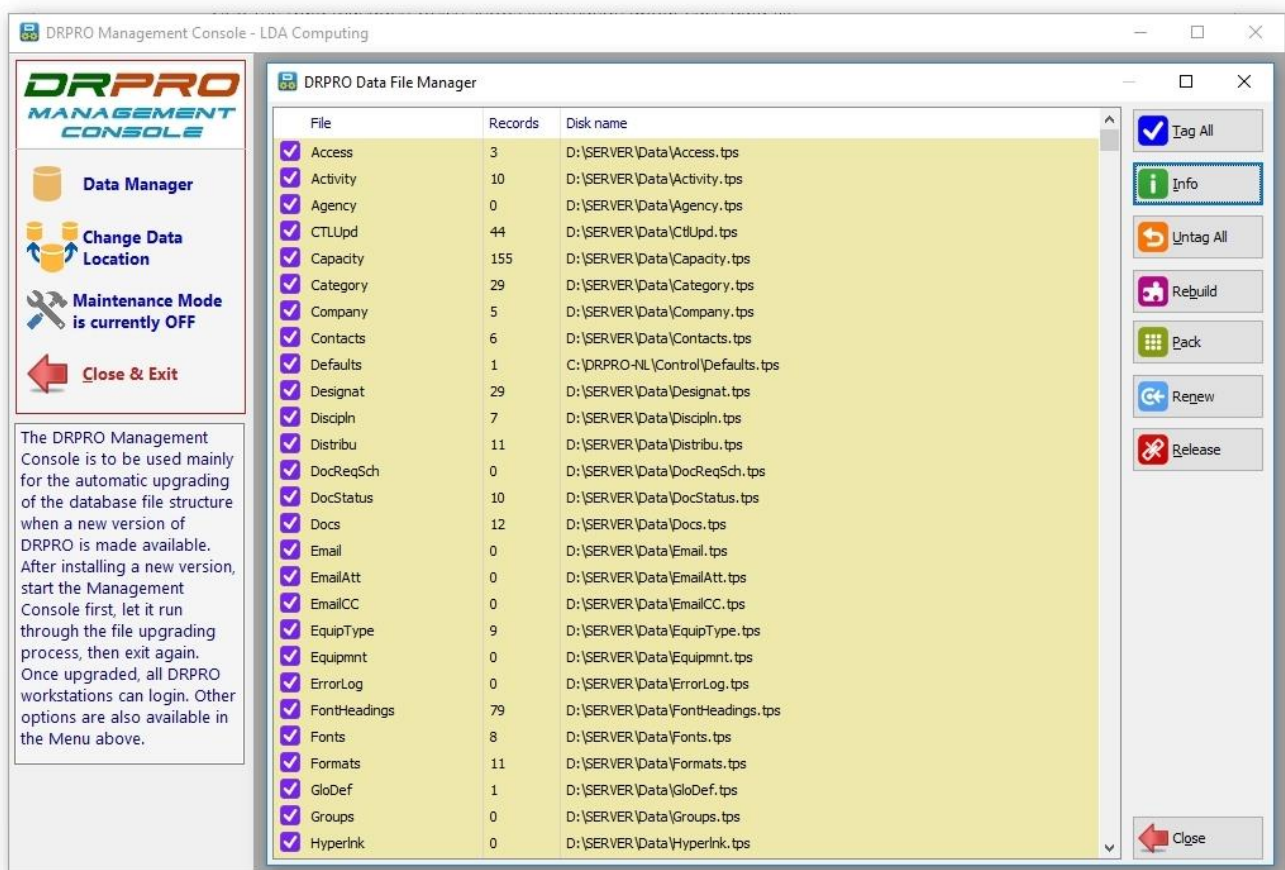 DRPRO Management Console - LDA Computing
DRPRO
MANAGEMENT
CONSOLE
Data Manager
Change Data
Location
Maintenance Mode
is currently OFF
Close & Exit
The DRPRO Management
Console is to be used mainly
for the automatic upgrading
of the database file structure
when a new version of
DRPRO is made available.
After installing a new version,
start the Management
Console first, let it run
through the file upgrading
process, then exit again.
Once upgraded, all DRPRO
workstations can login. Other
options are also available in
the Menu above.
DRPRO Data File Manager
File Records Disk name
Access 3 D:\SERVER\Data\Access.tps
Activity 10 D:\SERVER\Data\Activity.tps
Agency 0 D:\SERVER\Data\Agency.tps
CTLUpd 44 D:\SERVER\Data\CtlUpd.tps
Capacity 155 D:\SERVER\Data\Capacity.tps
Category 29 D:\SERVER\Data\Category.tps
Company 5 D:\SERVER\Data\Company.tps
Contacts 6 D:\SERVER\Data\Contacts.tps
Defaults 1 C:\DRPRO-NL\Control\Defaults.tps
Designat 29 D:\SERVER\Data\Designat.tps
Discipln 7 D:\SERVER\Data\Discipln.tps
Distribu 11 D:\SERVER\Data\Distribu.tps
DocReqSch 0 D:\SERVER\Data\DocReqSch.tps
DocStatus 10 D:\SERVER\Data\DocStatus.tps
Docs 12 D:\SERVER\Data\Docs.tps
Email 0 D:\SERVER\Data\Email.tps
EmailAtt 0 D:\SERVER\Data\EmailAtt.tps
EmailCC 0 D:\SERVER\Data\EmailCC.tps
EquipType 9 D:\SERVER\Data\EquipType.tps
Equipmnt 0 D:\SERVER\Data\Equipmnt.tps
ErrorLog 0 D:\SERVER\Data\ErrorLog.tps
FontHeadings 79 D:\SERVER\Data\FontHeadings.tps
Fonts 8 D:\SERVER\Data\Fonts.tps
Formats 11 D:\SERVER\Data\Formats.tps
GloDef 1 D:\SERVER\Data\GloDef.tps
Groups 0 D:\SERVER\Data\Groups.tps
Hyperlnk 0 D:\SERVER\Data\Hyperlnk.tps
Tag All
Info
Untag All
Rebuild
Pack
Renew
Release
Close